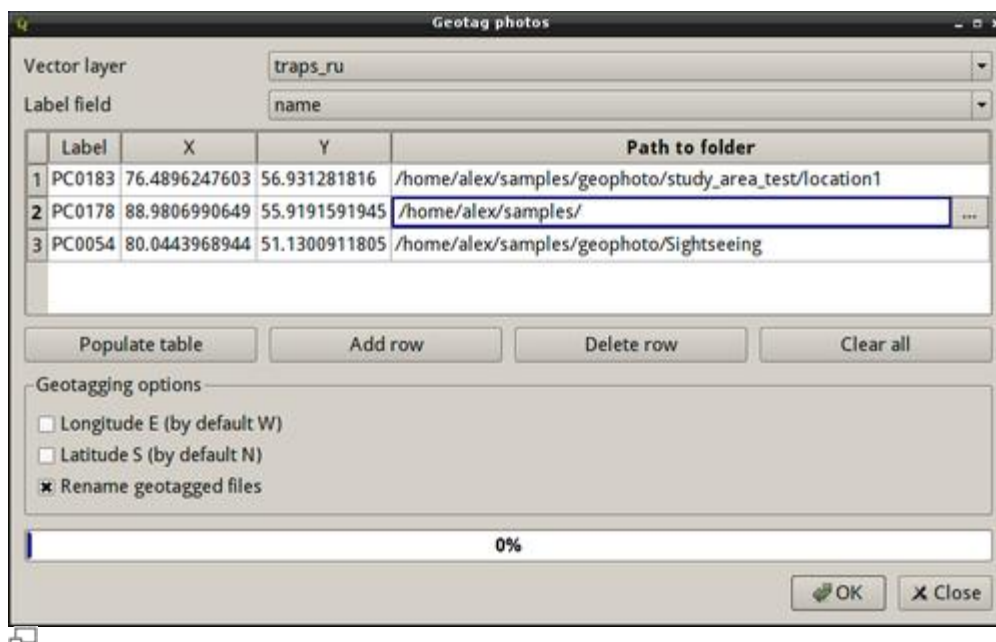 Geotag photos
Vector layer traps_ru
Label field name
Label X Y Path to folder
1 PC0183 76.4896247603 56.931281816 /home/alex/samples/geophoto/study_area_test/location1
2 PC0178 88.9806990649 55.9191591945 /home/alex/samples/ ...
3 PC0054 80.0443968944 51.1300911805 /home/alex/samples/geophoto/Sightseeing
Populate table Add row Delete row Clear all
Geotagging options
Longitude E (by default W)
Latitude S (by default N)
Rename geotagged files
0%
OK Close